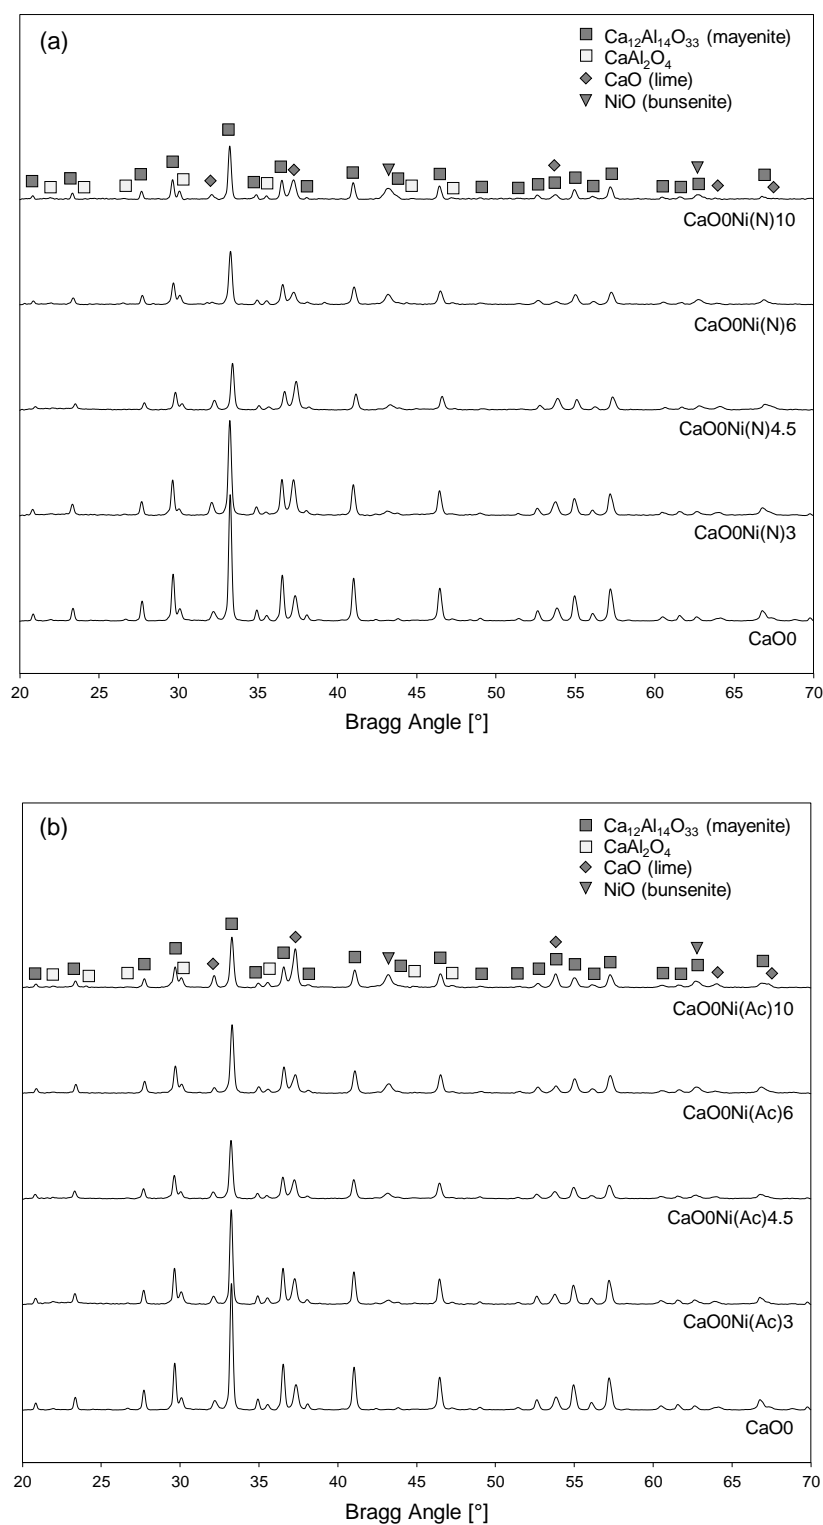 (a)
Ca₁₂Al₁₄O₃₃ (mayenite)
CaAl₂O₄
CaO (lime)
NiO (bunsenite)
CaO0Ni(N)10
CaO0Ni(N)6
CaO0Ni(N)4.5
CaO0Ni(N)3
CaO0
20 25 30 35 40 45 50 55 60 65 70
Bragg Angle [°]
(b)
Ca₁₂Al₁₄O₃₃ (mayenite)
CaAl₂O₄
CaO (lime)
NiO (bunsenite)
CaO0Ni(Ac)10
CaO0Ni(Ac)6
CaO0Ni(Ac)4.5
CaO0Ni(Ac)3
CaO0
20 25 30 35 40 45 50 55 60 65 70
Bragg Angle [°]